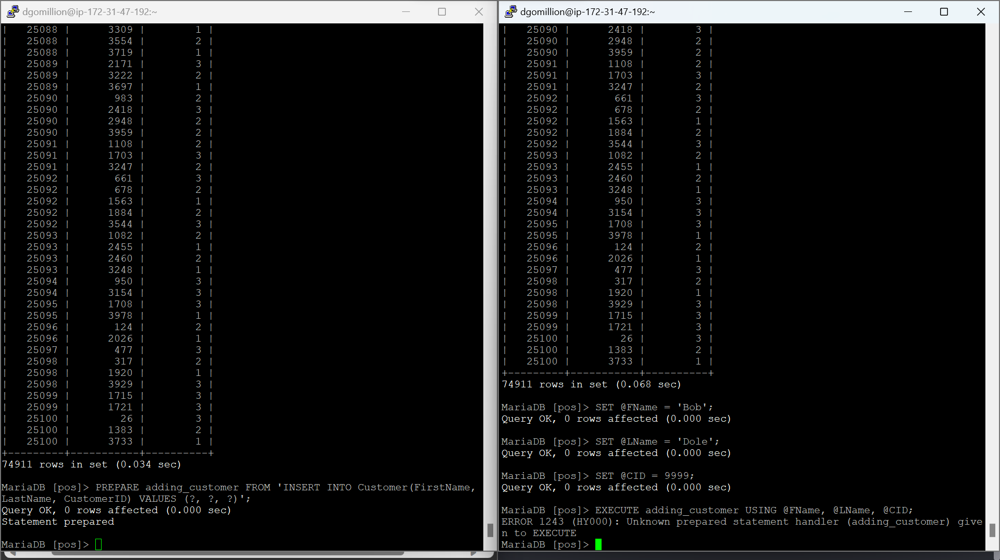 dgomillion@ip-172-31-47-192:~
|   25088 |        3309 |        1 |
|   25088 |        3554 |        2 |
|   25088 |        3719 |        1 |
|   25089 |        2171 |        3 |
|   25089 |        3222 |        2 |
|   25089 |        3697 |        1 |
|   25090 |         983 |        2 |
|   25090 |        2418 |        3 |
|   25090 |        2948 |        2 |
|   25090 |        3959 |        2 |
|   25091 |        1108 |        2 |
|   25091 |        1703 |        3 |
|   25091 |        3247 |        2 |
|   25092 |         661 |        3 |
|   25092 |         678 |        2 |
|   25092 |        1563 |        1 |
|   25092 |        1884 |        2 |
|   25092 |        3544 |        3 |
|   25093 |        1082 |        2 |
|   25093 |        2455 |        1 |
|   25093 |        2460 |        2 |
|   25093 |        3248 |        1 |
|   25094 |         950 |        3 |
|   25094 |        3154 |        3 |
|   25095 |        1708 |        3 |
|   25095 |        3978 |        1 |
|   25096 |         124 |        2 |
|   25096 |        2026 |        1 |
|   25097 |         477 |        3 |
|   25098 |         317 |        2 |
|   25098 |        1920 |        1 |
|   25098 |        3929 |        3 |
|   25099 |        1715 |        3 |
|   25099 |        1721 |        3 |
|   25100 |          26 |        3 |
|   25100 |        1383 |        2 |
|   25100 |        3733 |        1 |
+---------+-----------+----------+
74911 rows in set (0.034 sec)
MariaDB [pos]> PREPARE adding_customer FROM 'INSERT INTO Customer(FirstName,
LastName, CustomerID) VALUES (?, ?, ?)';
Query OK, 0 rows affected (0.000 sec)
Statement prepared
MariaDB [pos]>
dgomillion@ip-172-31-47-192:~
|   25090 |        2418 |        3 |
|   25090 |        2948 |        2 |
|   25090 |        3959 |        2 |
|   25091 |        1108 |        2 |
|   25091 |        1703 |        3 |
|   25091 |        3247 |        2 |
|   25092 |         661 |        3 |
|   25092 |         678 |        2 |
|   25092 |        1563 |        1 |
|   25092 |        1884 |        2 |
|   25092 |        3544 |        3 |
|   25093 |        1082 |        2 |
|   25093 |        2455 |        1 |
|   25093 |        2460 |        2 |
|   25093 |        3248 |        1 |
|   25094 |         950 |        3 |
|   25094 |        3154 |        3 |
|   25095 |        1708 |        3 |
|   25095 |        3978 |        1 |
|   25096 |         124 |        2 |
|   25096 |        2026 |        1 |
|   25097 |         477 |        3 |
|   25098 |         317 |        2 |
|   25098 |        1920 |        1 |
|   25098 |        3929 |        3 |
|   25099 |        1715 |        3 |
|   25099 |        1721 |        3 |
|   25100 |          26 |        3 |
|   25100 |        1383 |        2 |
|   25100 |        3733 |        1 |
+---------+-----------+----------+
74911 rows in set (0.068 sec)
MariaDB [pos]> SET @FName = 'Bob';
Query OK, 0 rows affected (0.000 sec)
MariaDB [pos]> SET @LName = 'Dole';
Query OK, 0 rows affected (0.000 sec)
MariaDB [pos]> SET @CID = 9999;
Query OK, 0 rows affected (0.000 sec)
MariaDB [pos]> EXECUTE adding_customer USING @FName, @LName, @CID;
ERROR 1243 (HY000): Unknown prepared statement handler (adding_customer) give
n to EXECUTE
MariaDB [pos]>